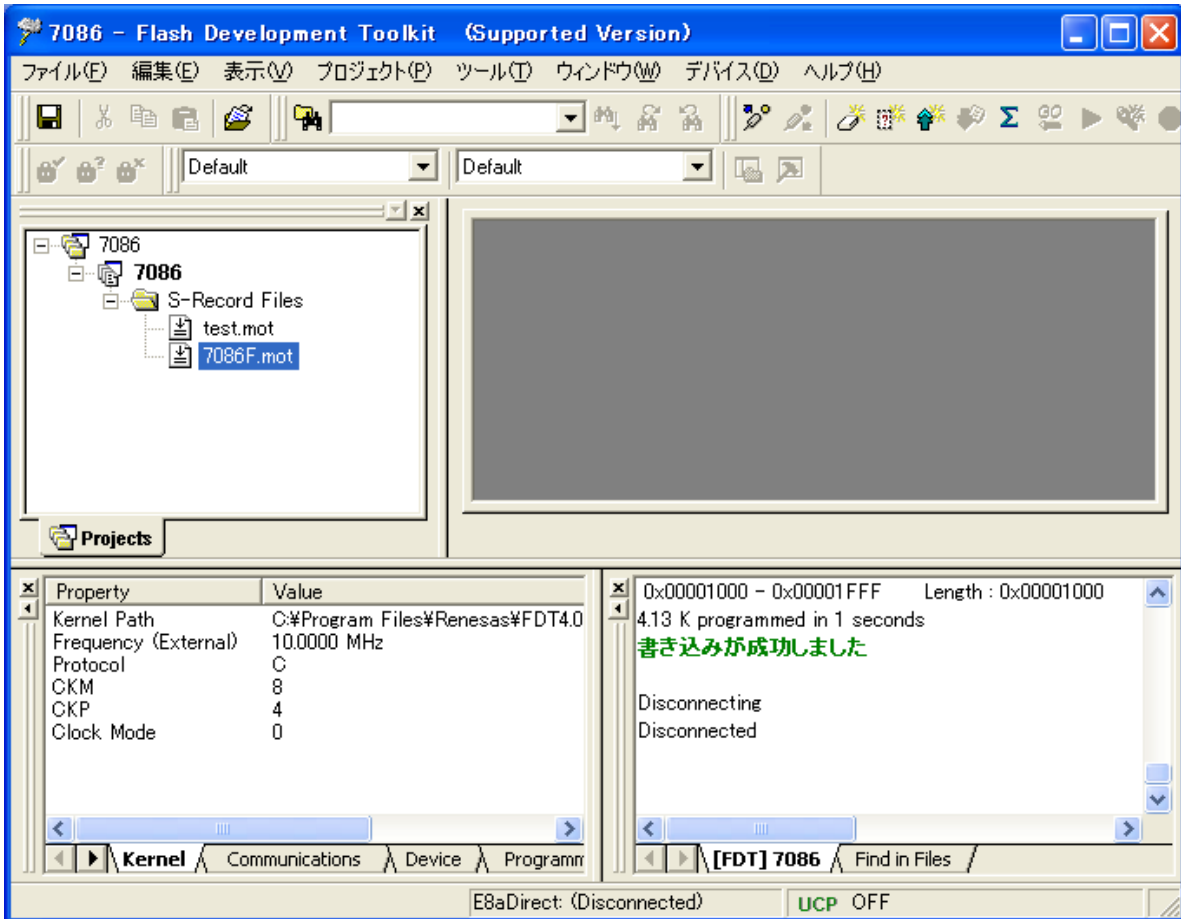 7086 - Flash Development Toolkit (Supported Version)
ファイル(F) 編集(E) 表示(V) プロジェクト(P) ツール(T) ウィンドウ(W) デバイス(D) ヘルプ(H)
Default Default
7086
7086
S-Record Files
test.mot
7086F.mot
Projects
Property Value
Kernel Path C:¥Program Files¥Renesas¥FDT4.0
Frequency (External) 10.0000 MHz
Protocol C
CKM 8
CKP 4
Clock Mode 0
Kernel Communications Device Programm
0x00001000 - 0x00001FFF Length : 0x00001000
4.13 K programmed in 1 seconds
書き込みが成功しました
Disconnecting
Disconnected
[FDT] 7086 Find in Files
E8aDirect: (Disconnected) UCP OFF